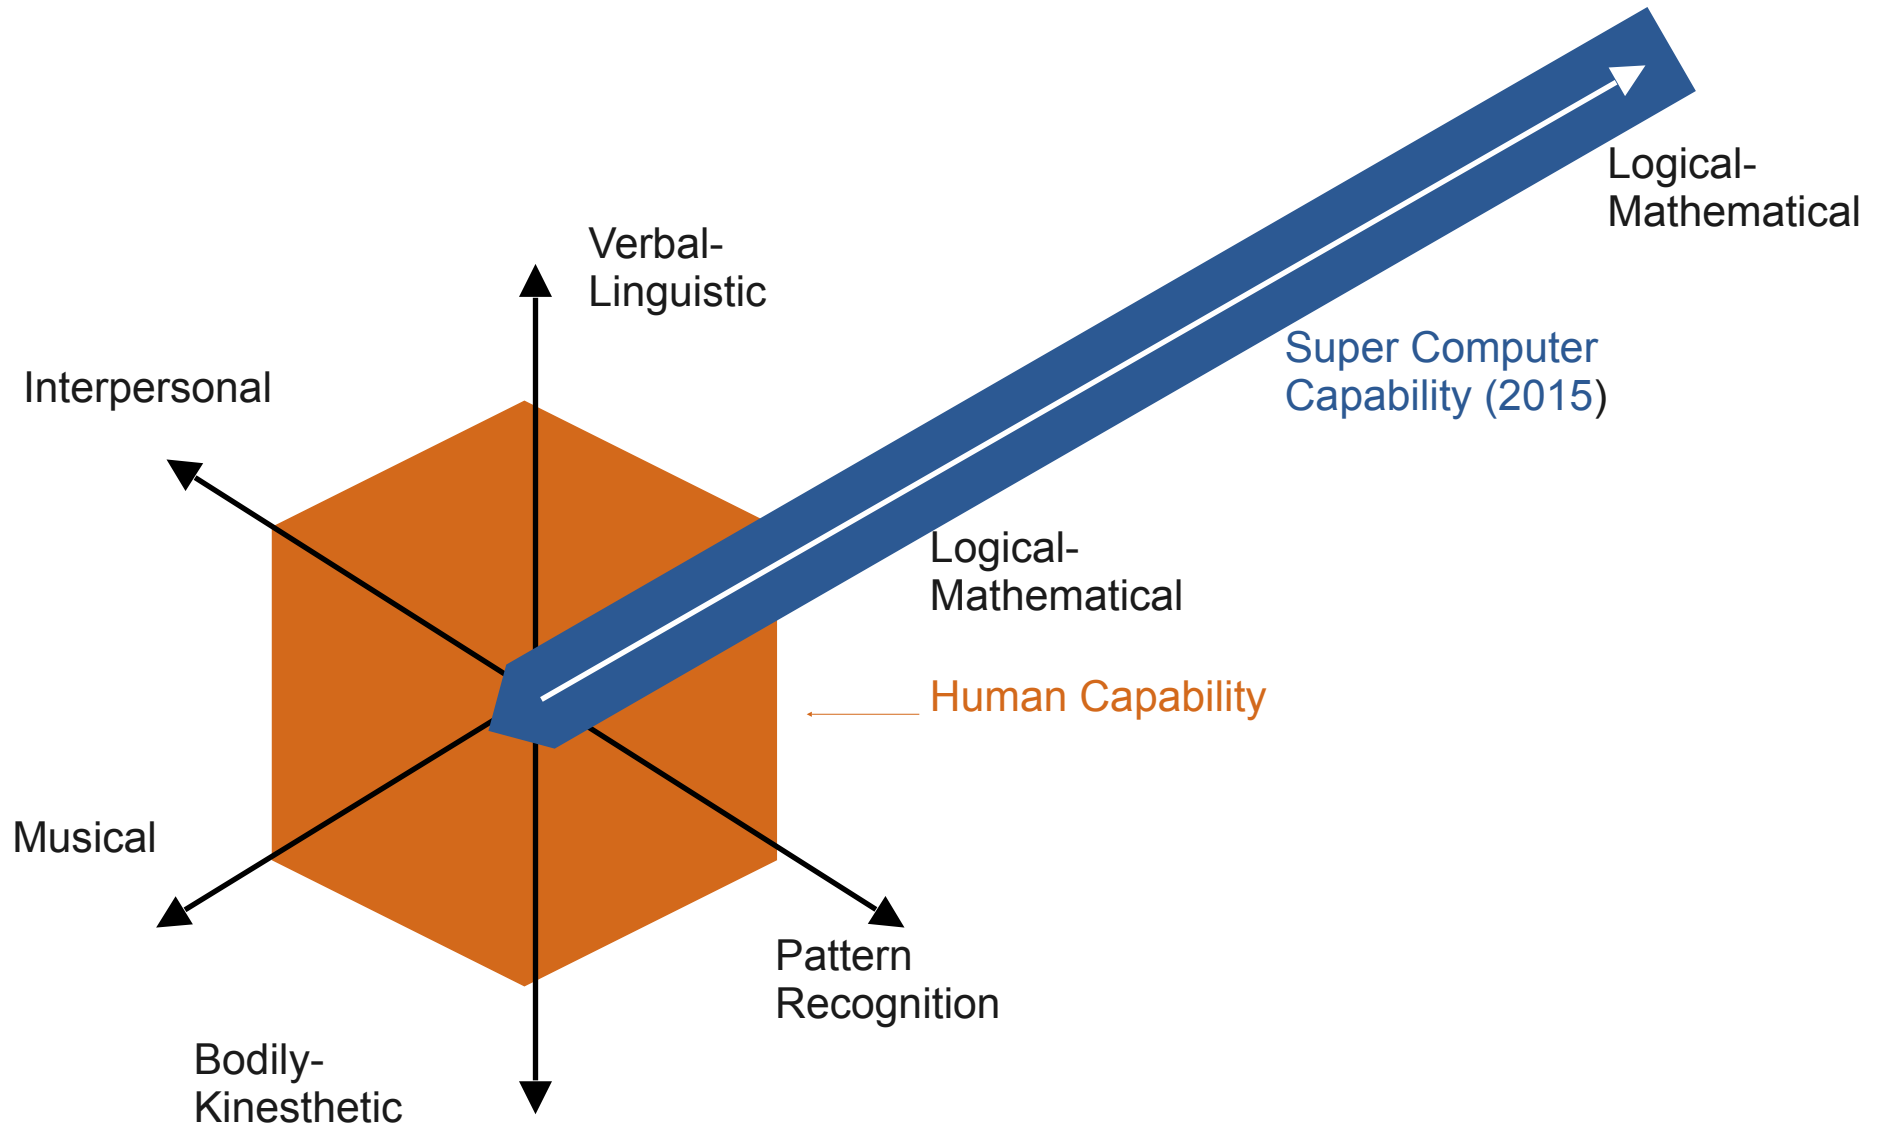 Logical-
Mathematical
Verbal-
Linguistic
Super Computer
Capability (2015)
Interpersonal
Logical-
Mathematical
Human Capability
Musical
Pattern
Recognition
Bodily-
Kinesthetic